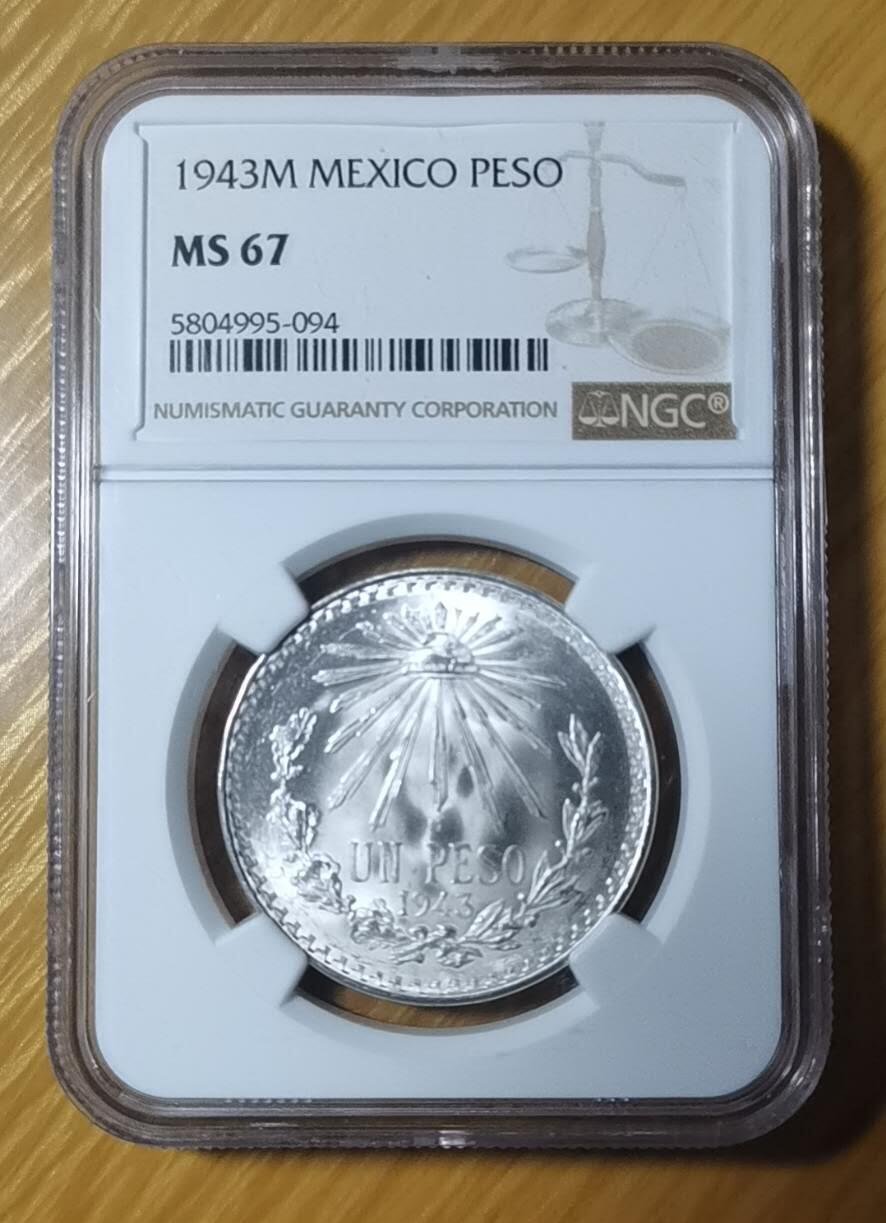 1943M MEXICO PESO
MS 67
5804995-094
NUMISMATIC GUARANTY CORPORATION
NGC®
UN PESO
1943